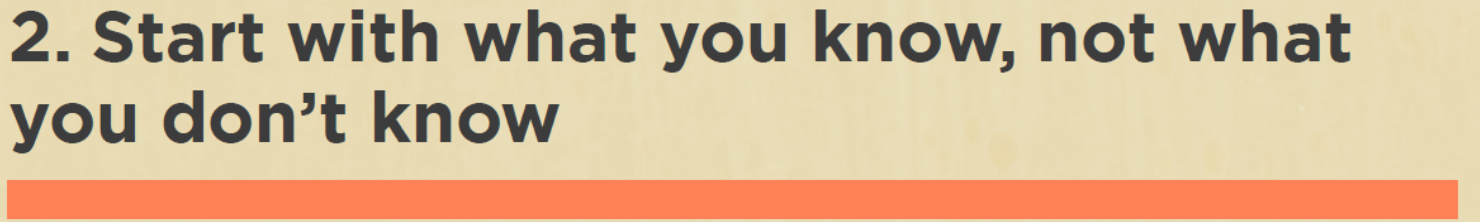 2. Start with what you know, not what
you don’t know